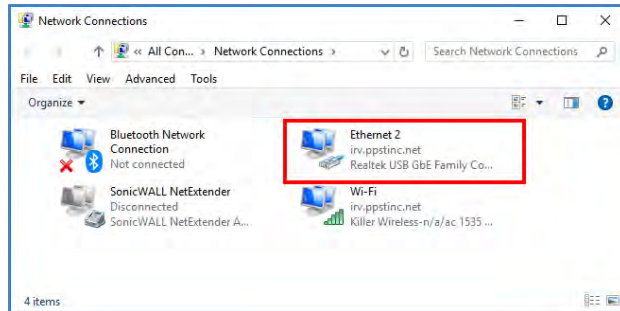 Network Connections
« All Con... › Network Connections ›
Search Network Connections
File Edit View Advanced Tools
Organize
Bluetooth Network
Connection
Not connected
Ethernet 2
irv.ppstinc.net
Realtek USB GbE Family Co...
SonicWALL NetExtender
Disconnected
SonicWALL NetExtender A...
Wi-Fi
irv.ppstinc.net
Killer Wireless-n/a/ac 1535 ...
4 items